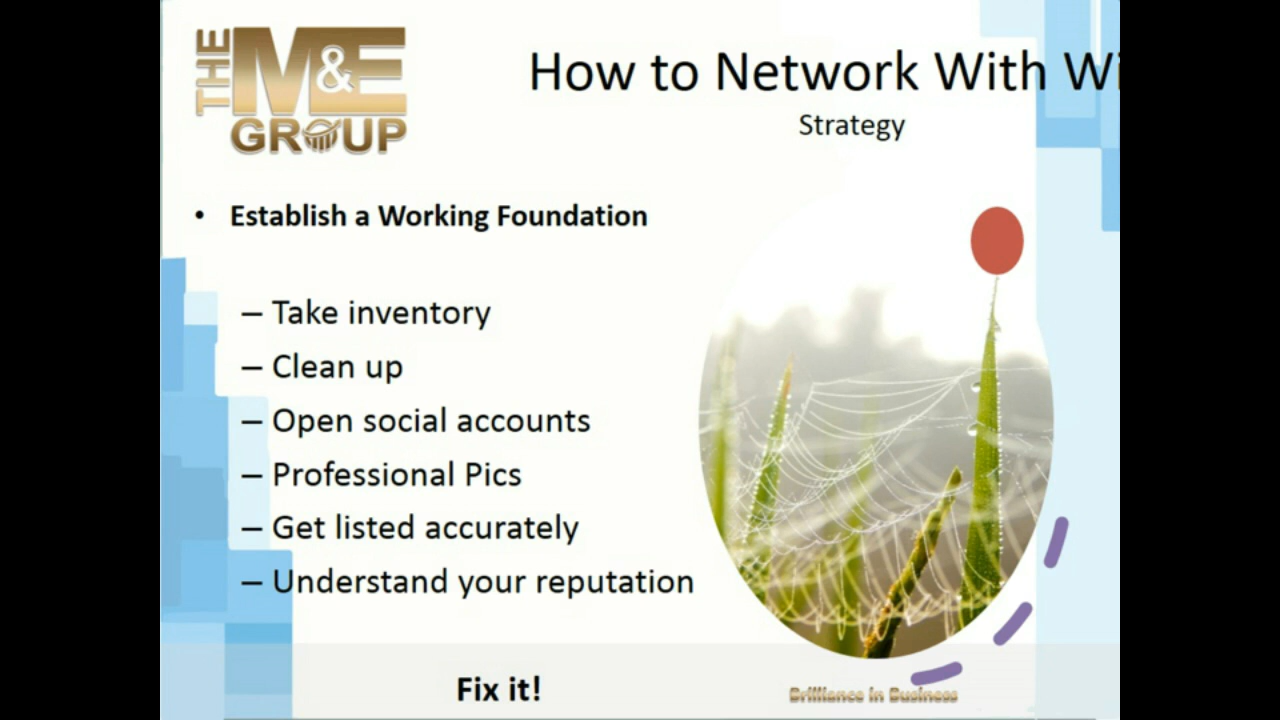 THE
M&E
GROUP
How to Network With Wi
Strategy
• Establish a Working Foundation
– Take inventory
– Clean up
– Open social accounts
– Professional Pics
– Get listed accurately
– Understand your reputation
Fix it!
Brilliance in Business